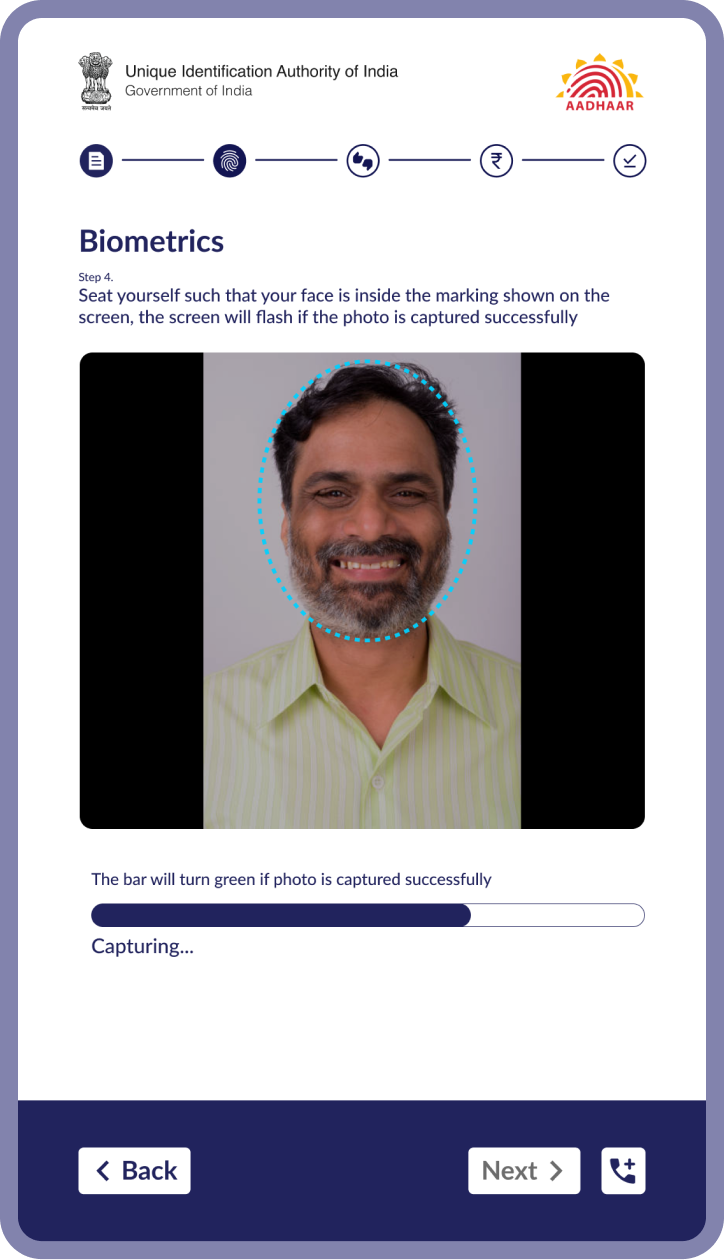 Unique Identification Authority of India
Government of India
सत्यमेव जयते
AADHAAR
Biometrics
Step 4.
Seat yourself such that your face is inside the marking shown on the
screen, the screen will flash if the photo is captured successfully
The bar will turn green if photo is captured successfully
Capturing...
Back
Next